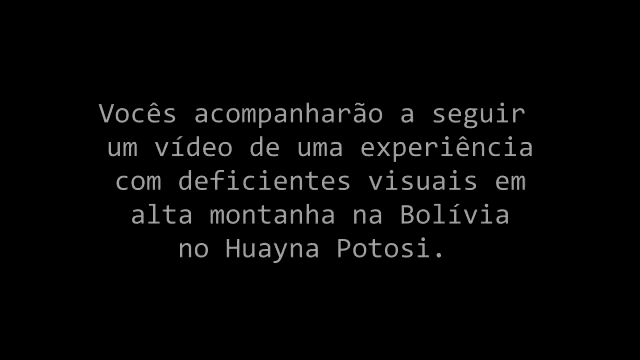 Vocês acompanharão a seguir
um vídeo de uma experiência
com deficientes visuais em
alta montanha na Bolívia
no Huayna Potosi.